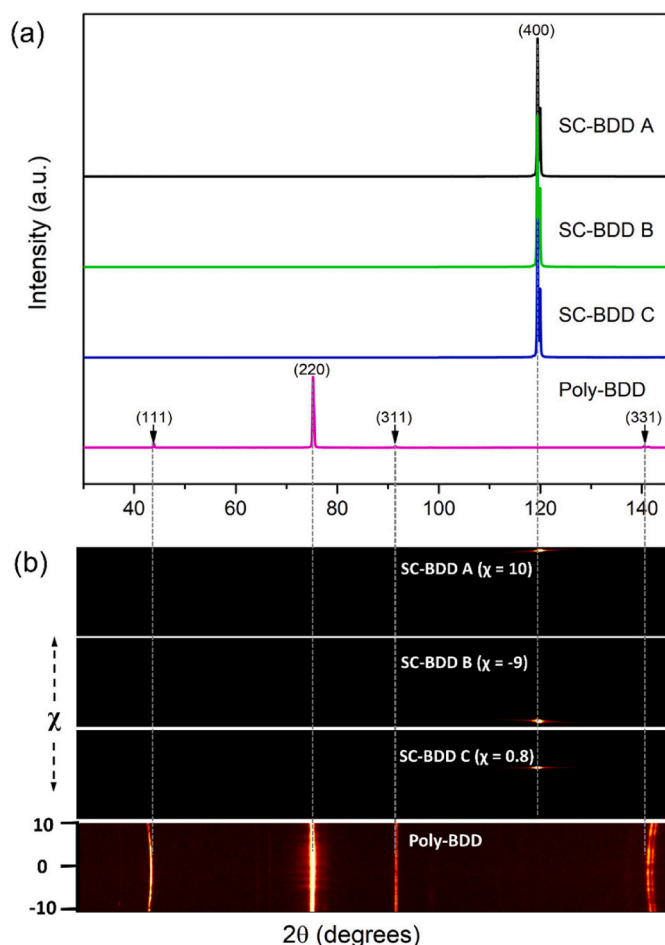 (a)
(400)
SC-BDD A
SC-BDD B
SC-BDD C
Poly-BDD
(111)
(220)
(311)
(331)
Intensity (a.u.)
40 60 80 100 120 140
(b)
SC-BDD A (χ = 10)
SC-BDD B (χ = -9)
χ
SC-BDD C (χ = 0.8)
Poly-BDD
10
0
-10
2θ (degrees)